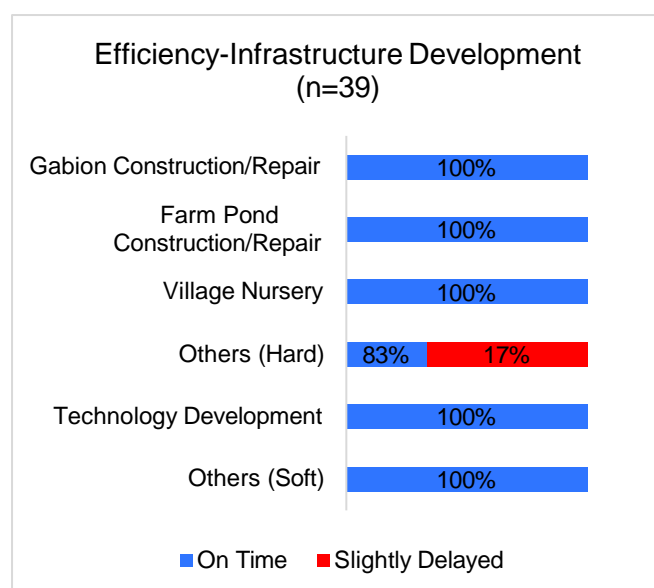 Efficiency-Infrastructure Development
(n=39)
Gabion Construction/Repair
100%
Farm Pond
Construction/Repair
100%
Village Nursery
100%
Others (Hard)
83%
17%
Technology Development
100%
Others (Soft)
100%
On Time
Slightly Delayed